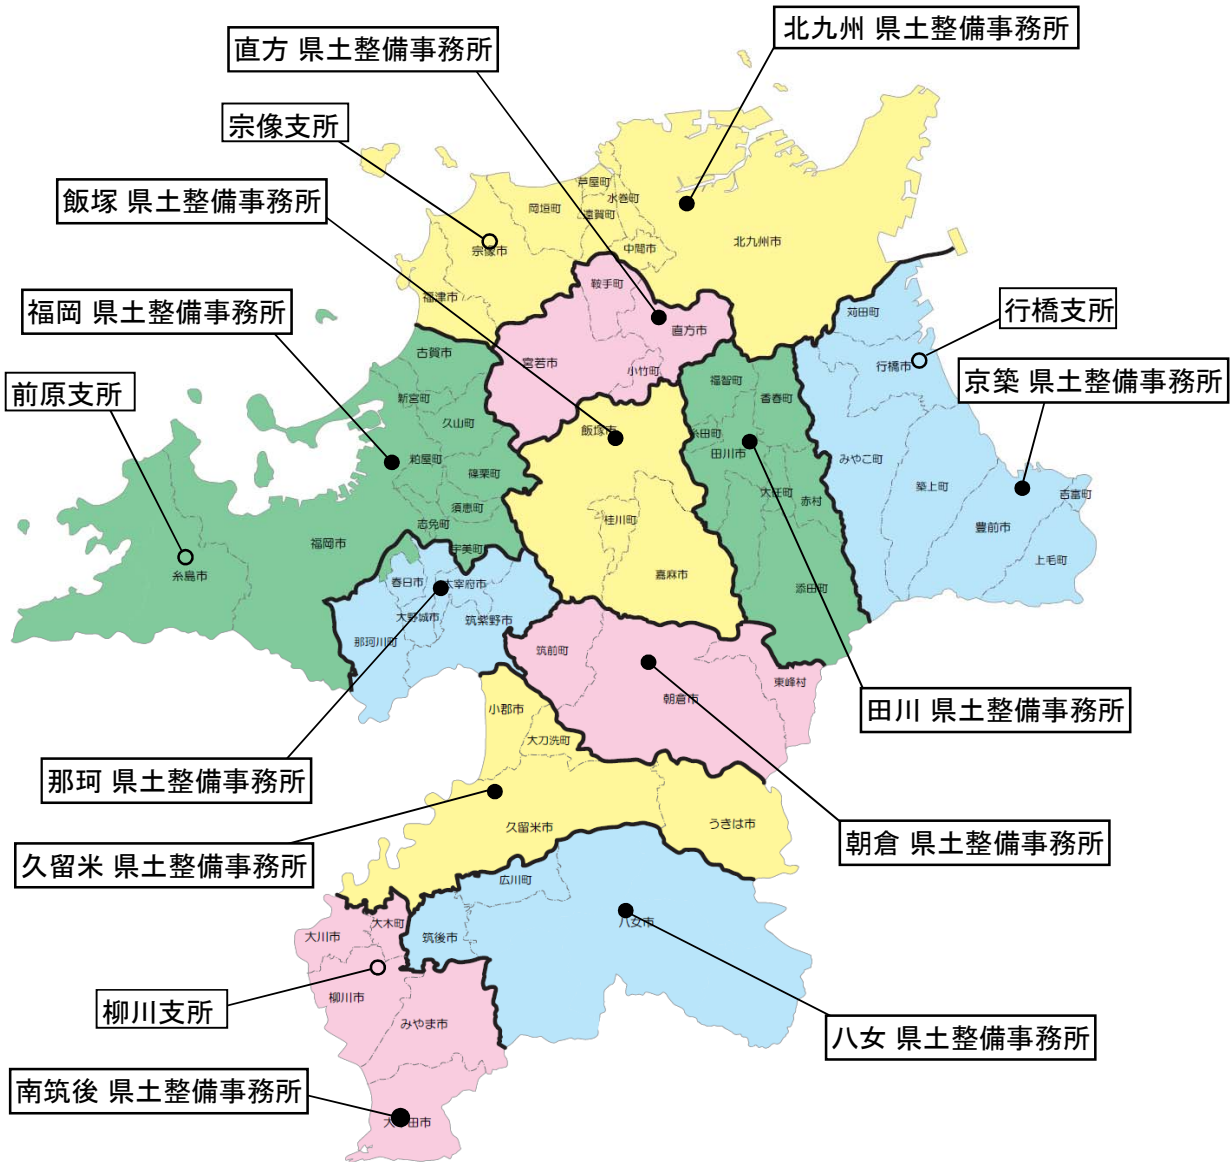 北九州 県土整備事務所
直方 県土整備事務所
宗像支所
飯塚 県土整備事務所
福岡 県土整備事務所
前原支所
行橋支所
京築 県土整備事務所
田川 県土整備事務所
那珂 県土整備事務所
久留米 県土整備事務所
朝倉 県土整備事務所
柳川支所
八女 県土整備事務所
南筑後 県土整備事務所
芦屋町
水巻町
岡垣町
遠賀町
中間市
北九州市
宗像市
福津市
鞍手町
直方市
宮若市
小竹町
苅田町
行橋市
みやこ町
築上町
豊前市
吉富町
上毛町
古賀市
新宮町
久山町
粕屋町
篠栗町
須恵町
志免町
宇美町
福岡市
糸島市
飯塚市
桂川町
嘉麻市
福智町
香春町
糸田町
田川市
大任町
赤村
添田町
春日市
太宰府市
大野城市
筑紫野市
那珂川町
筑前町
朝倉市
東峰村
小郡市
大刀洗町
久留米市
うきは市
広川町
筑後市
八女市
大川市
大木町
柳川市
みやま市
大 田市